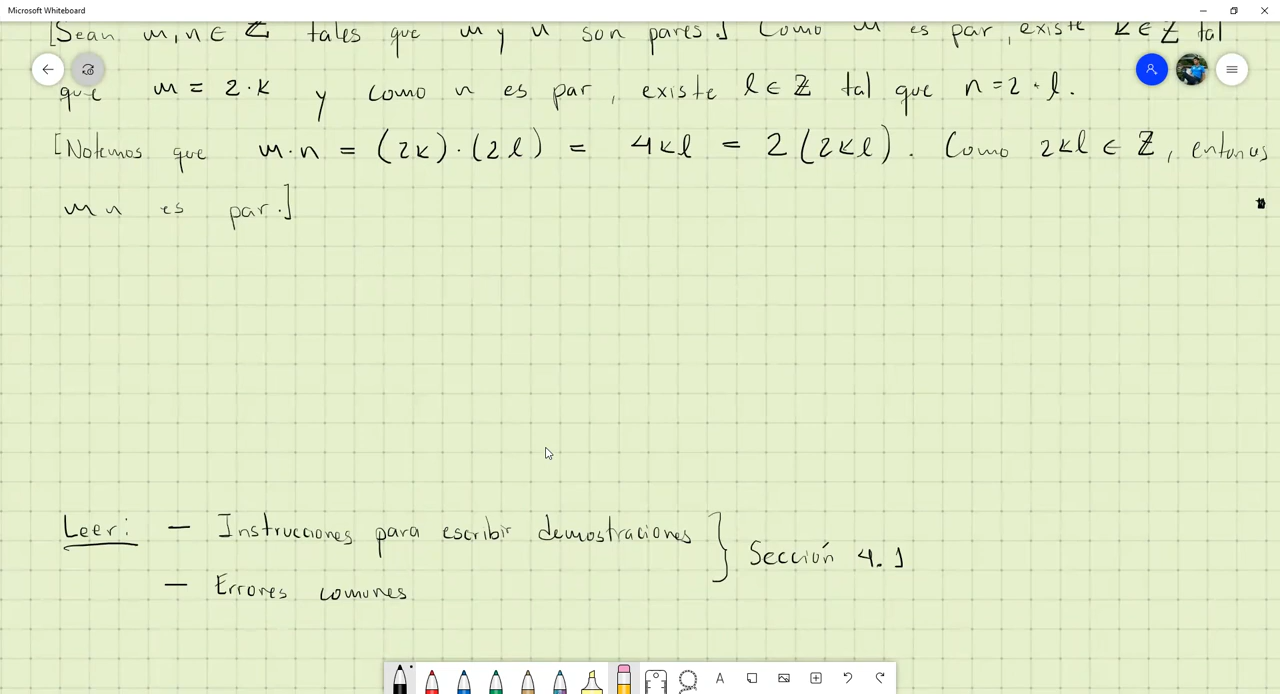 Microsoft Whiteboard
[Sean m, n ∈ ℤ tales que m y n son pares.] Como m es par, existe k ∈ ℤ tal
que m = 2·k y como n es par, existe l ∈ ℤ tal que n = 2·l.
[Notemos que m·n = (2k)·(2l) = 4kl = 2(2kl). Como 2kl ∈ ℤ, entonces
mn es par.]
Leer: — Instrucciones para escribir demostraciones } Sección 4.1
— Errores comunes